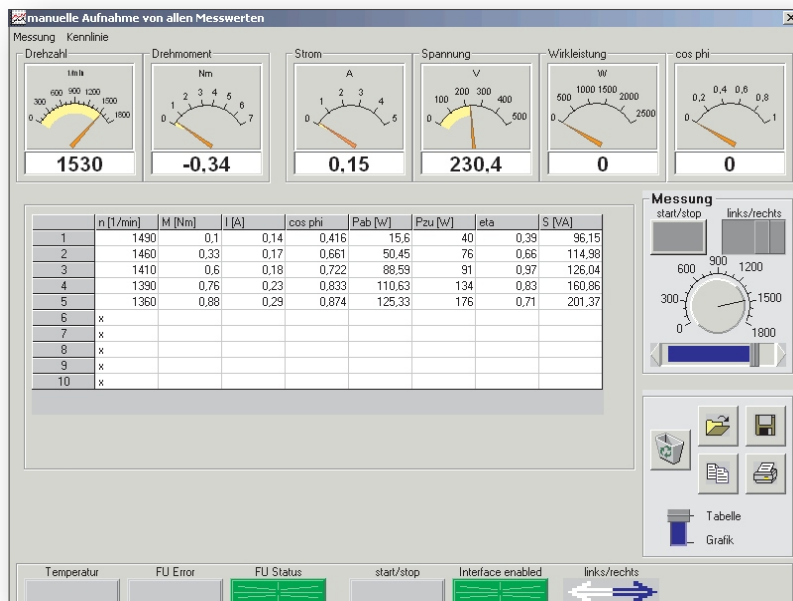 manuelle Aufnahme von allen Messwerten
Messung Kennlinie
Drehzahl Drehmoment Strom Spannung Wirkleistung cos phi
1/min Nm A V W
0 300 600 900 1200 1500 1800
0 1 2 3 4 5 6 7
0 1 2 3 4 5
0 100 200 300 400 500
0 500 1000 1500 2000 2500
0 0,2 0,4 0,6 0,8 1
1530 -0,34 0,15 230,4 0 0
n [1/min] M [Nm] I [A] cos phi Pab [W] Pzu [W] eta S [VA]
1 1490 0,1 0,14 0,416 15,6 40 0,39 96,15
2 1460 0,33 0,17 0,661 50,45 76 0,66 114,98
3 1410 0,6 0,18 0,722 88,59 91 0,97 126,04
4 1390 0,76 0,23 0,833 110,63 134 0,83 160,86
5 1360 0,88 0,29 0,874 125,33 176 0,71 201,37
6 x
7 x
8 x
9 x
10 x
Messung
start/stop links/rechts
0 300 600 900 1200 1500 1800
Tabelle
Grafik
Temperatur FU Error FU Status start/stop Interface enabled links/rechts